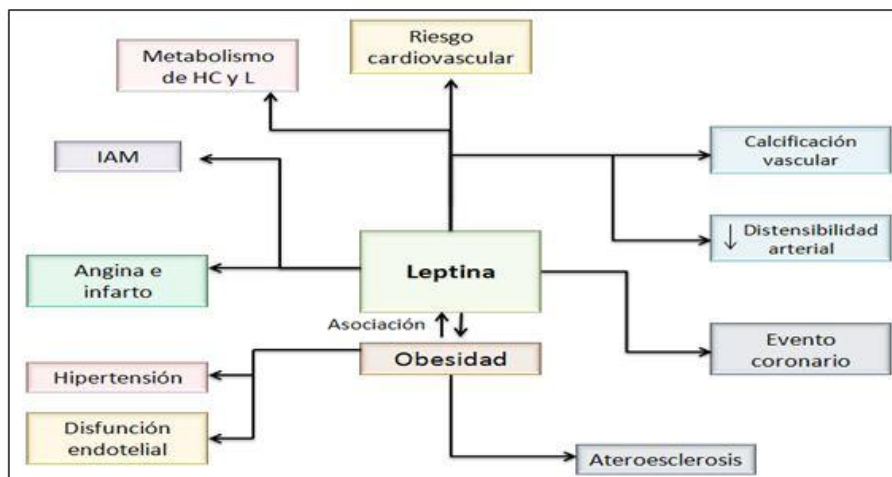 Metabolismo
de HC y L
Riesgo
cardiovascular
IAM
Calcificación
vascular
↓ Distensibilidad
arterial
Angina e
infarto
Leptina
Asociación
Evento
coronario
Obesidad
Hipertensión
Disfunción
endotelial
Ateroesclerosis